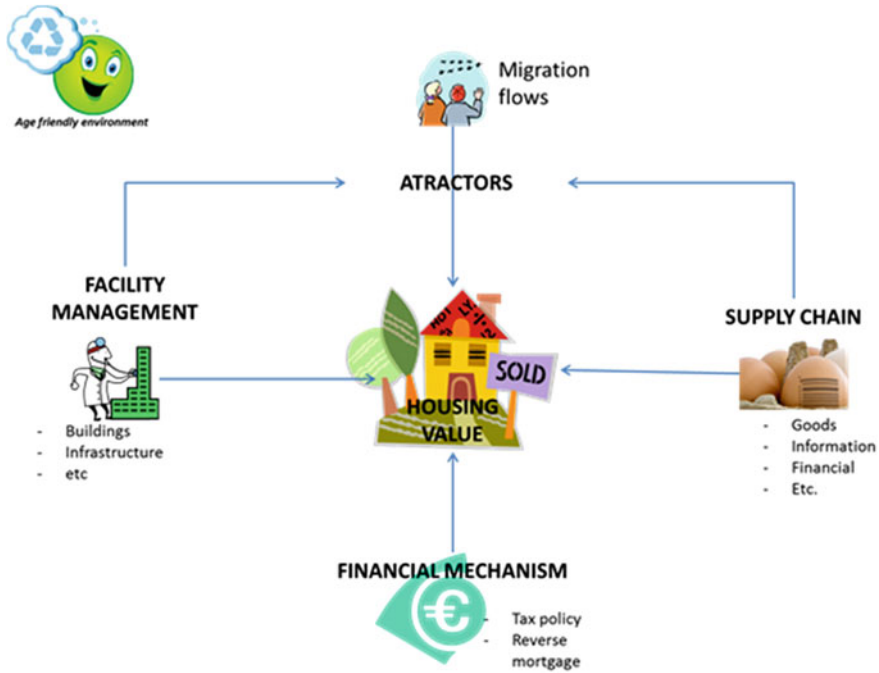 Age friendly environment
Migration
flows
ATRACTORS
FACILITY
MANAGEMENT
- Buildings
- Infrastructure
- etc
SUPPLY CHAIN
- Goods
- Information
- Financial
- Etc.
SOLD
HOUSING
VALUE
FINANCIAL MECHANISM
€
- Tax policy
- Reverse
mortgage